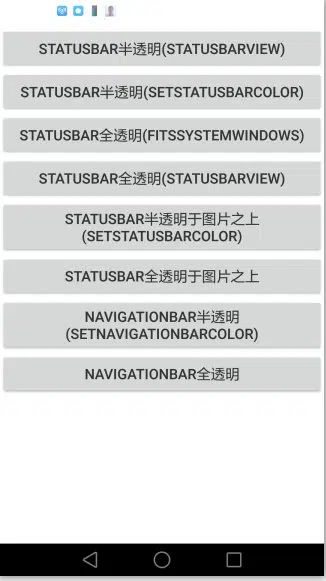 STATUSBAR半透明(STATUSBARVIEW)
STATUSBAR半透明(SETSTATUSBARCOLOR)
STATUSBAR全透明(FITSSYSTEMWINDOWS)
STATUSBAR全透明(STATUSBARVIEW)
STATUSBAR半透明于图片之上
(SETSTATUSBARCOLOR)
STATUSBAR全透明于图片之上
NAVIGATIONBAR半透明
(SETNAVIGATIONBARCOLOR)
NAVIGATIONBAR全透明